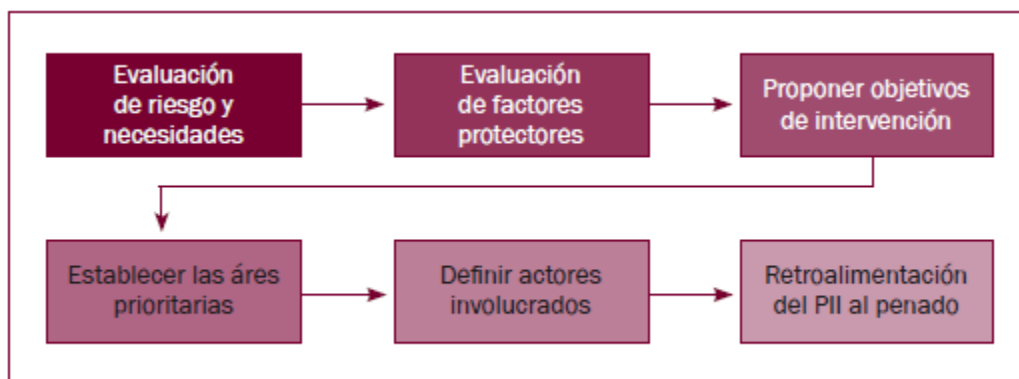 Evaluación
de riesgo y
necesidades
Evaluación
de factores
protectores
Proponer objetivos
de intervención
Establecer las áres
prioritarias
Definir actores
involucrados
Retroalimentación
del PII al penado